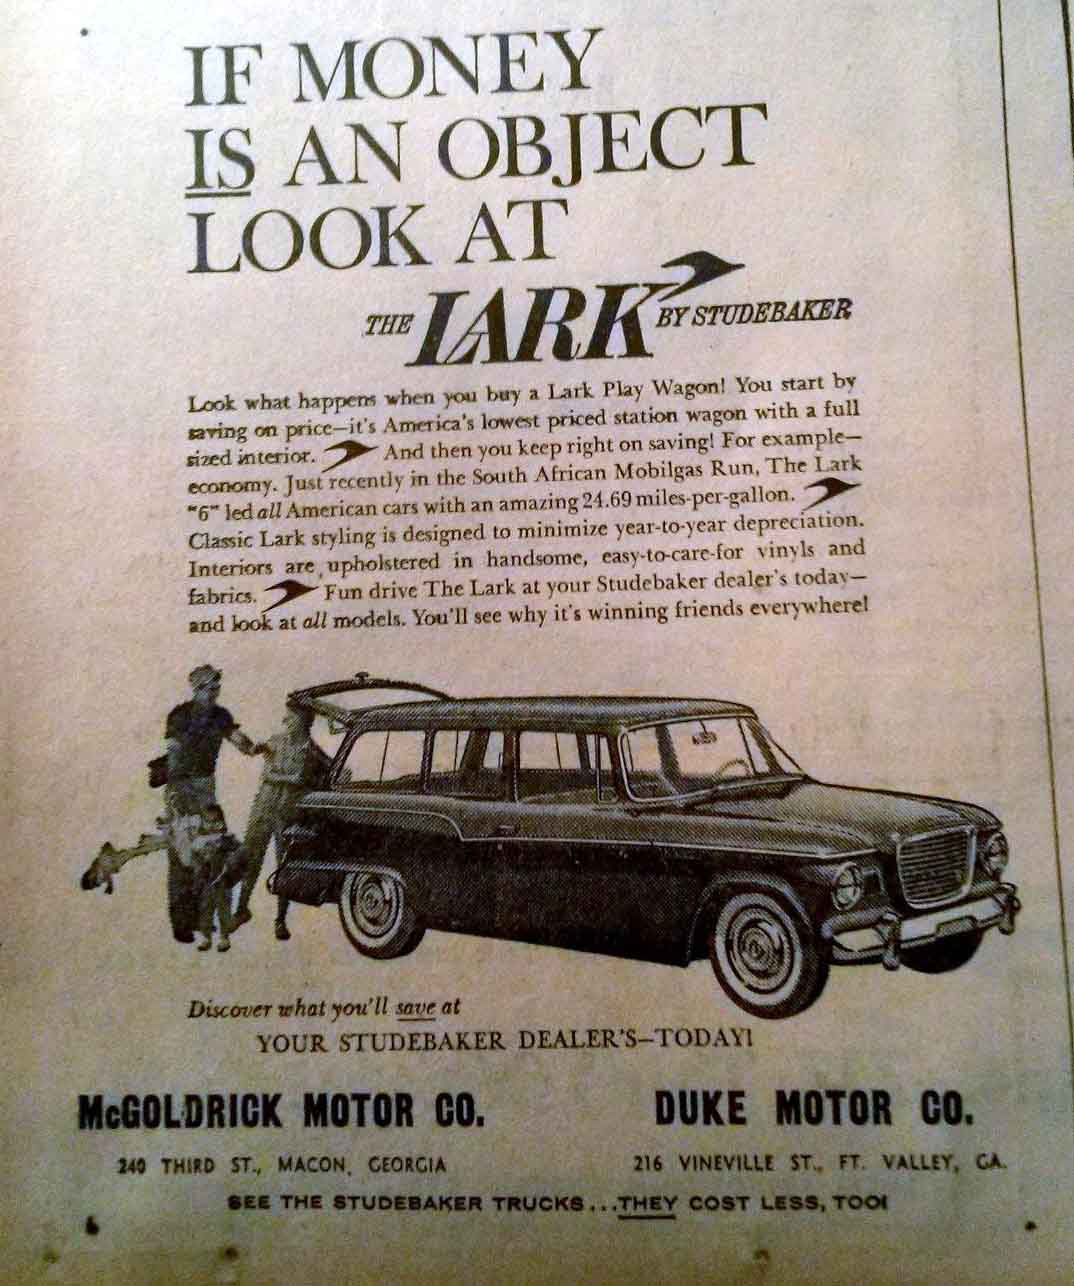 IF MONEY
IS AN OBJECT
LOOK AT
THE LARK BY STUDEBAKER
Look what happens when you buy a Lark Play Wagon! You start by
saving on price—it's America's lowest priced station wagon with a full
sized interior. And then you keep right on saving! For example—
economy. Just recently in the South African Mobilgas Run, The Lark
"6" led all American cars with an amazing 24.69 miles-per-gallon.
Classic Lark styling is designed to minimize year-to-year depreciation.
Interiors are upholstered in handsome, easy-to-care-for vinyls and
fabrics. Fun drive The Lark at your Studebaker dealer's today—
and look at all models. You'll see why it's winning friends everywhere!
Discover what you'll save at
YOUR STUDEBAKER DEALER'S—TODAY!
McGOLDRICK MOTOR CO.
240 THIRD ST., MACON, GEORGIA
DUKE MOTOR CO.
216 VINEVILLE ST., FT. VALLEY, GA.
SEE THE STUDEBAKER TRUCKS...THEY COST LESS, TOO!